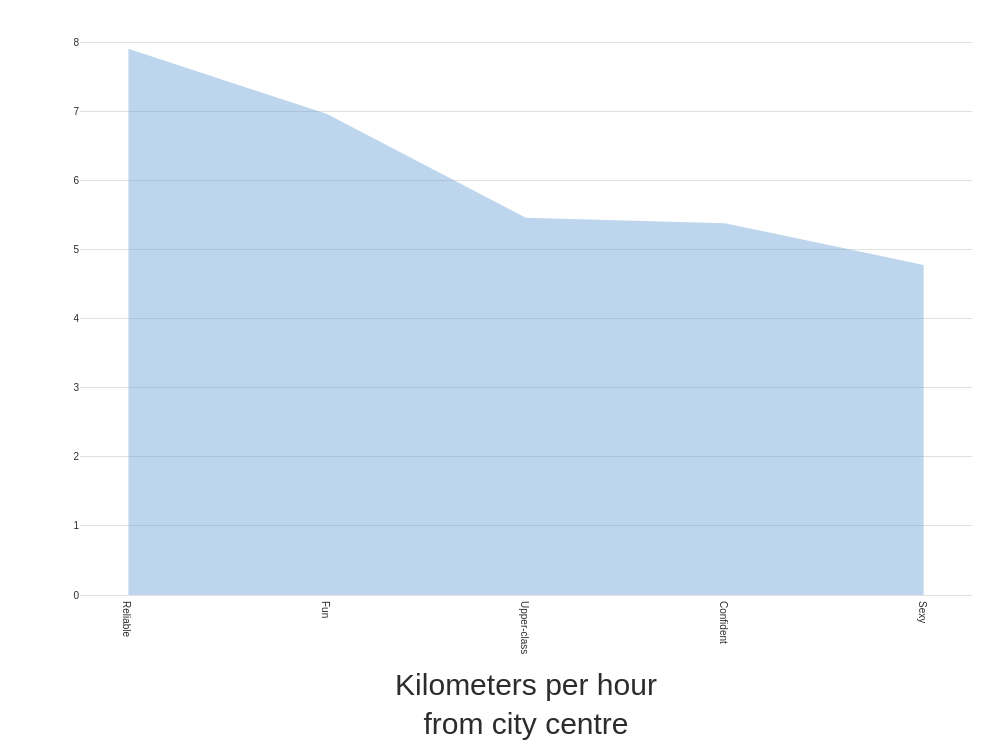 8
7
6
5
4
3
2
1
0
Reliable
Fun
Upper-class
Confident
Sexy
Kilometers per hour
from city centre